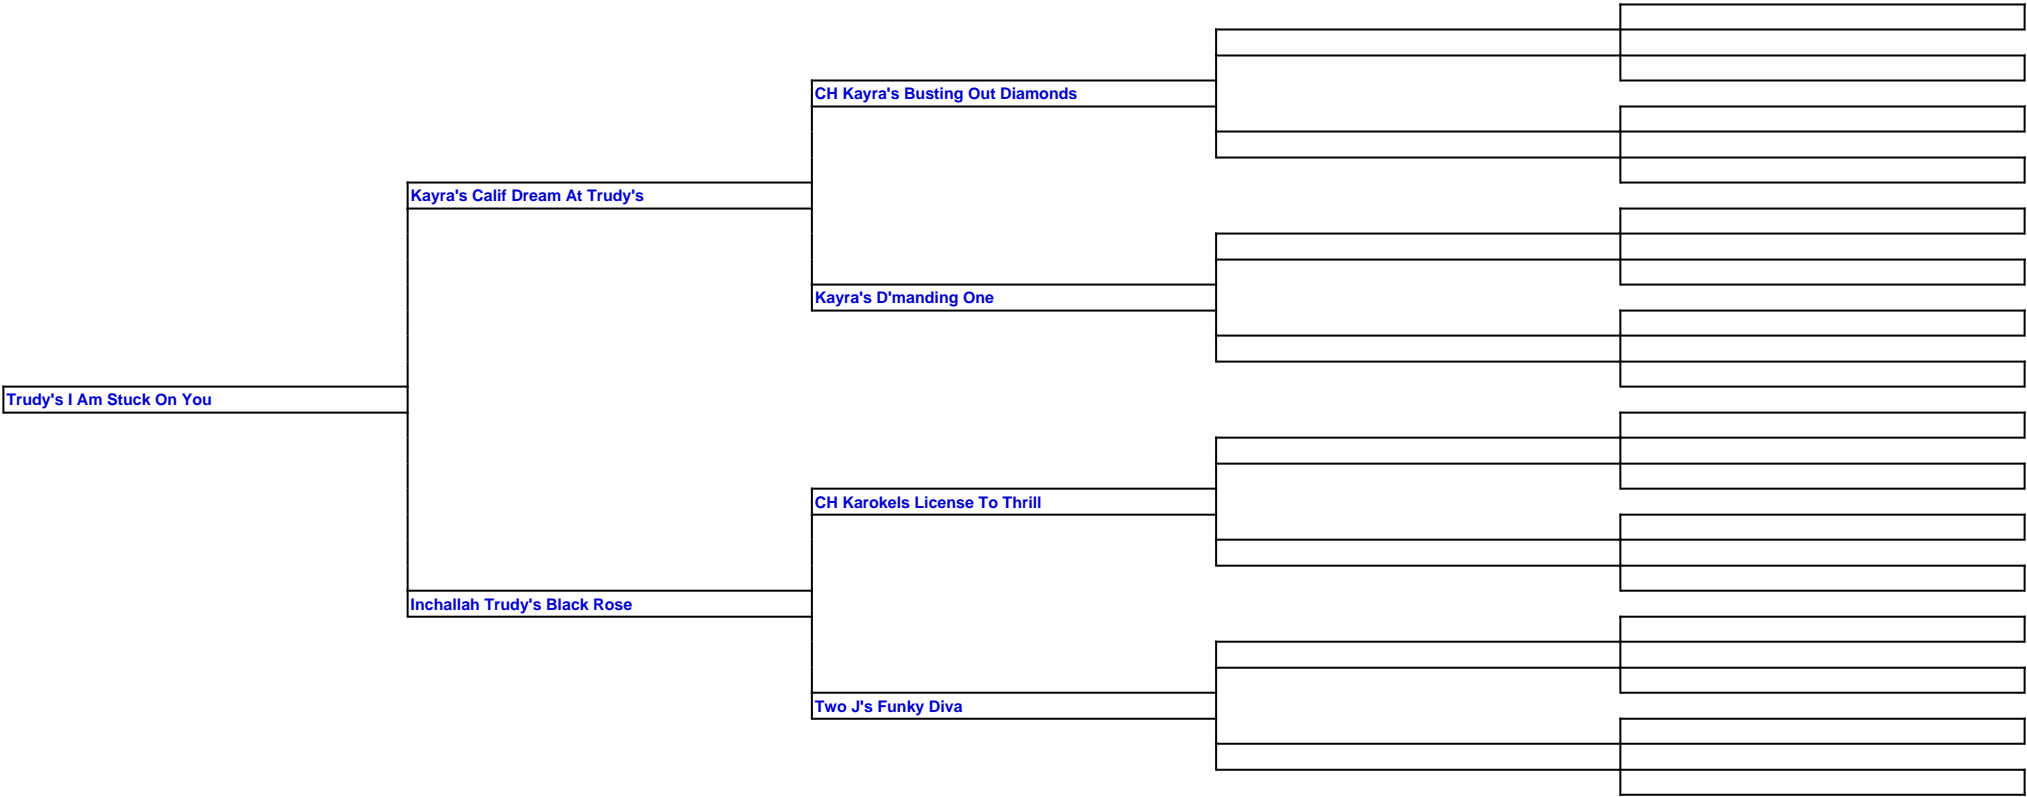 CH Kayra's Busting Out Diamonds
Kayra's Calif Dream At Trudy's
Kayra's D'manding One
Trudy's I Am Stuck On You
CH Karokels License To Thrill
Inchallah Trudy's Black Rose
Two J's Funky Diva